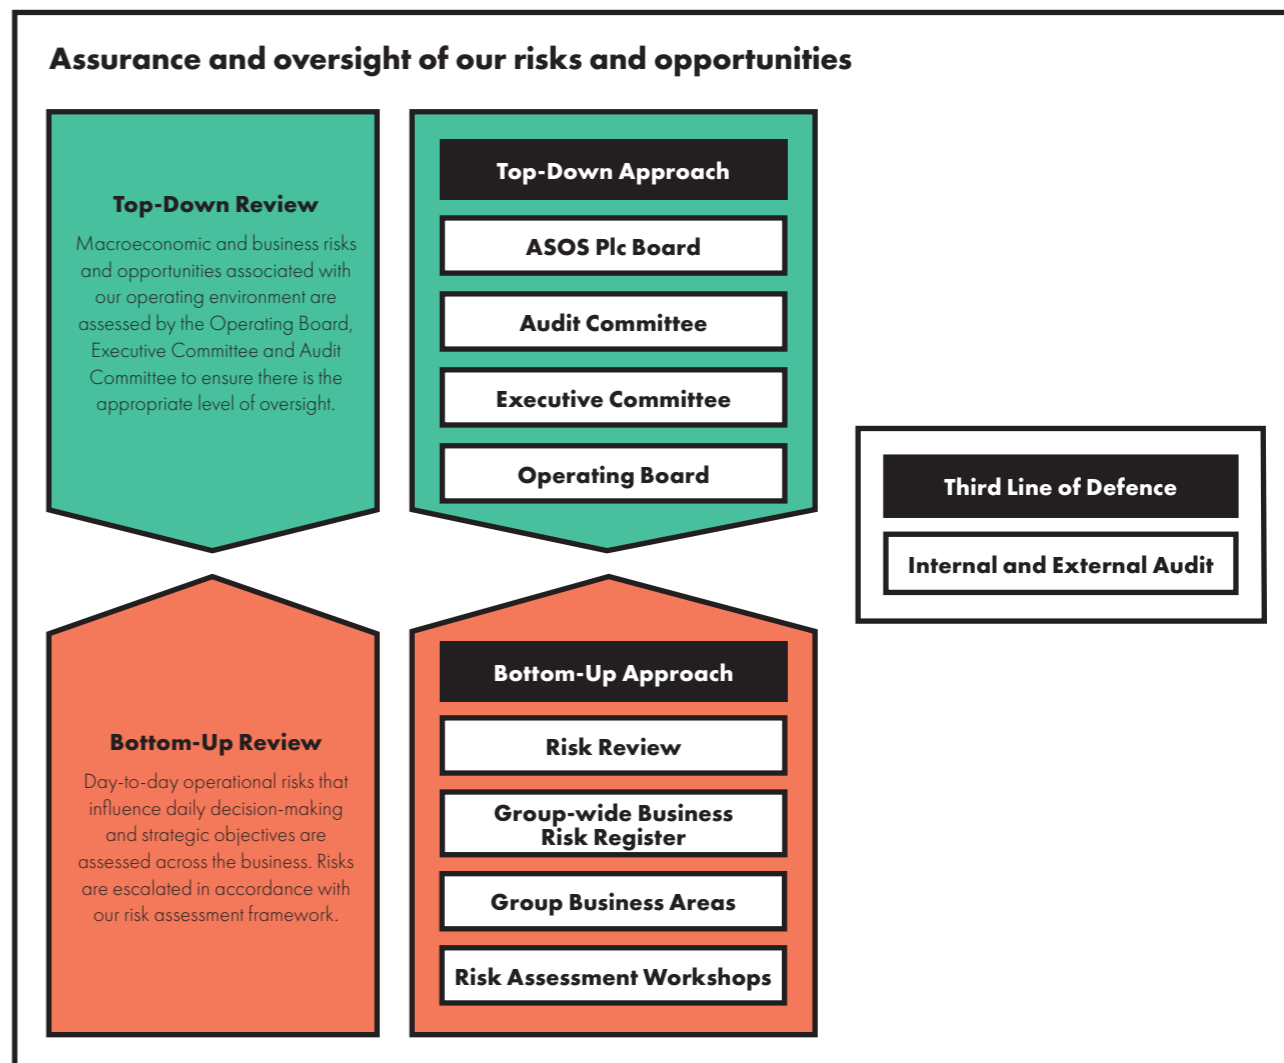 Assurance and oversight of our risks and opportunities
Top-Down Review
Macroeconomic and business risks
and opportunities associated with
our operating environment are
assessed by the Operating Board,
Executive Committee and Audit
Committee to ensure there is the
appropriate level of oversight.
Top-Down Approach
ASOS Plc Board
Audit Committee
Executive Committee
Operating Board
Third Line of Defence
Internal and External Audit
Bottom-Up Review
Day-to-day operational risks that
influence daily decision-making
and strategic objectives are
assessed across the business. Risks
are escalated in accordance with
our risk assessment framework.
Bottom-Up Approach
Risk Review
Group-wide Business
Risk Register
Group Business Areas
Risk Assessment Workshops